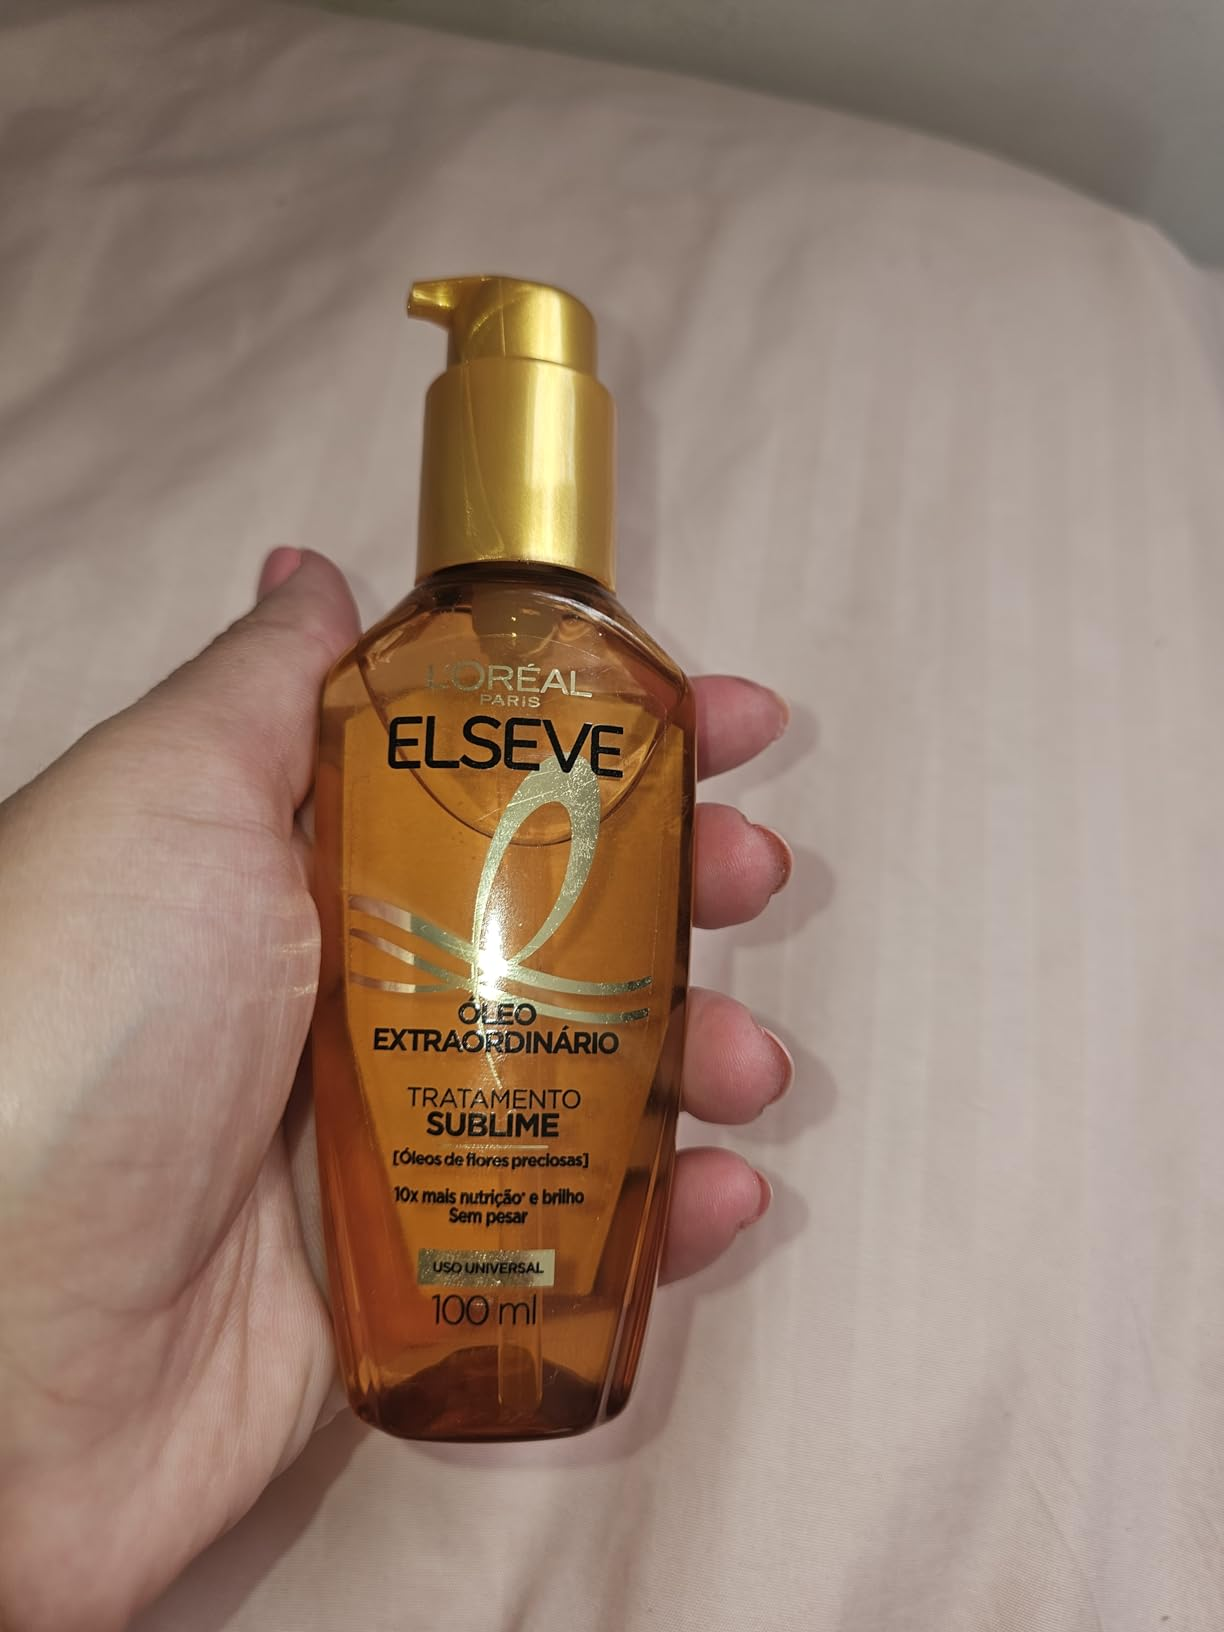 L'ORÉAL
PARIS
ELSEVE
ÓLEO
EXTRAORDINÁRIO
TRATAMENTO
SUBLIME
[Óleos de flores preciosas]
10x mais nutrição* e brilho
Sem pesar
USO UNIVERSAL
100 ml